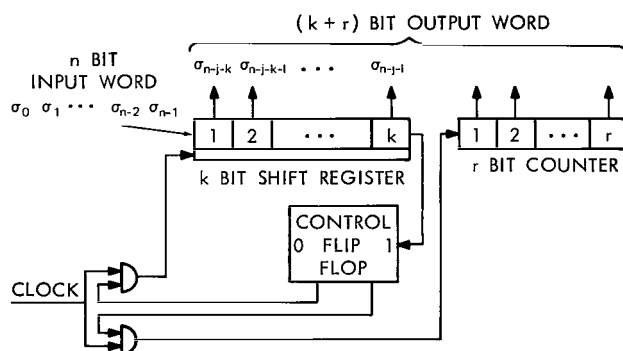 (k + r) BIT OUTPUT WORD
n BIT
INPUT WORD
σ0 σ1 ··· σn-2 σn-1
σn-j-k σn-j-k-1 ··· σn-j-1
1 2 ··· k
1 2 ··· r
k BIT SHIFT REGISTER
r BIT COUNTER
CONTROL
0 FLIP 1
FLOP
CLOCK